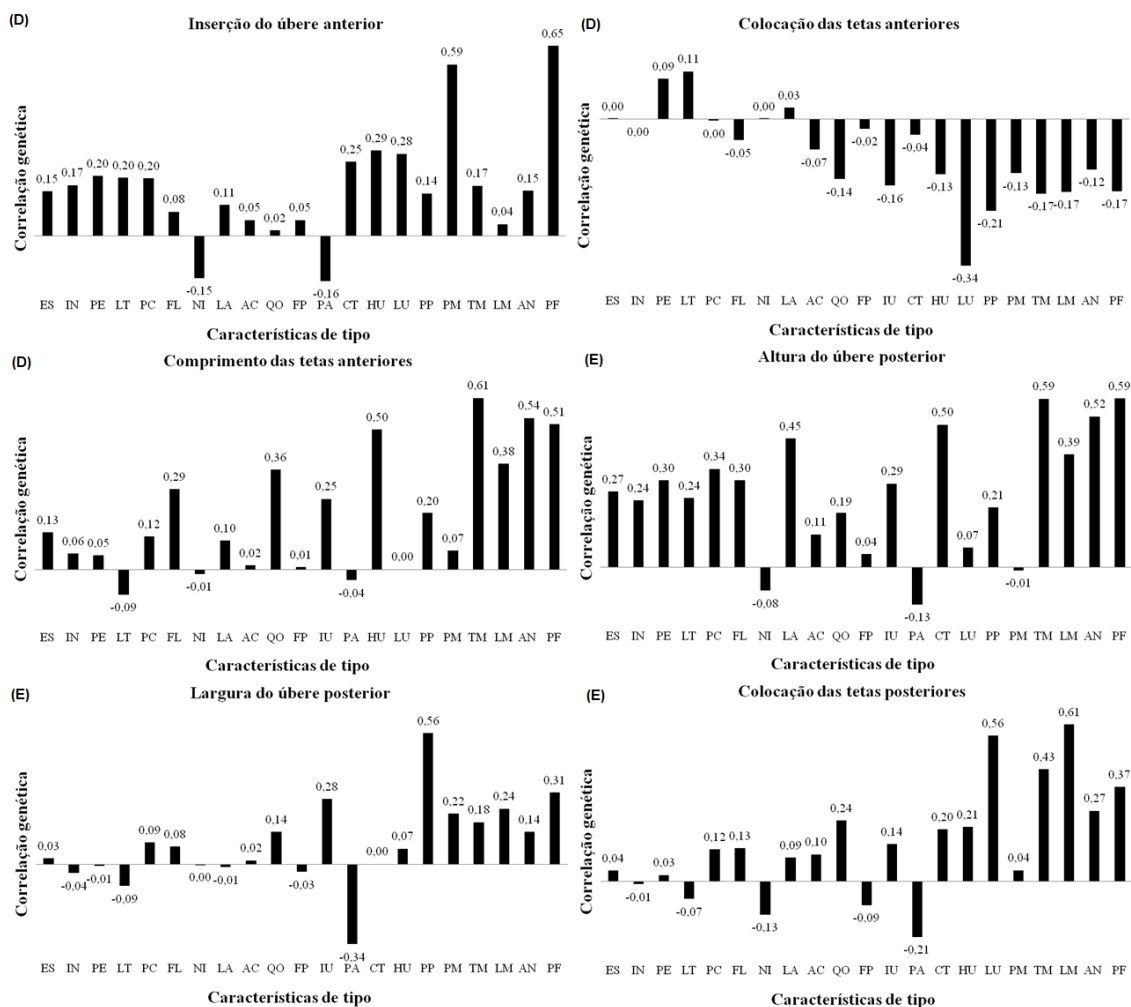 (D)
Inserção do úbere anterior
Correlação genética
0,15 0,17 0,20 0,20 0,20 0,08 -0,15 0,11 0,05 0,02 0,05 -0,16 0,25 0,29 0,28 0,14 0,59 0,17 0,04 0,15 0,65
ES IN PE LT PC FL NI LA AC QO FP PA CT HU LU PP PM TM LM AN PF
Características de tipo
(D)
Colocação das tetas anteriores
Correlação genética
0,00 0,00 0,09 0,11 0,00 -0,05 0,00 0,03 -0,07 -0,14 -0,02 -0,16 -0,04 -0,13 -0,34 -0,21 -0,13 -0,17 -0,17 -0,12 -0,17
ES IN PE LT PC FL NI LA AC QO FP IU CT HU LU PP PM TM LM AN PF
Características de tipo
(D)
Comprimento das tetas anteriores
Correlação genética
0,13 0,06 0,05 -0,09 0,12 0,29 -0,01 0,10 0,02 0,36 0,01 0,25 -0,04 0,50 0,00 0,20 0,07 0,61 0,38 0,54 0,51
ES IN PE LT PC FL NI LA AC QO FP IU PA HU LU PP PM TM LM AN PF
Características de tipo
(E)
Altura do úbere posterior
Correlação genética
0,27 0,24 0,30 0,24 0,34 0,30 -0,08 0,45 0,11 0,19 0,04 0,29 -0,13 0,50 0,07 0,21 -0,01 0,59 0,39 0,52 0,59
ES IN PE LT PC FL NI LA AC QO FP IU PA CT LU PP PM TM LM AN PF
Características de tipo
(E)
Largura do úbere posterior
Correlação genética
0,03 -0,04 -0,01 -0,09 0,09 0,08 0,00 -0,01 0,02 0,14 -0,03 0,28 -0,34 0,00 0,07 0,56 0,22 0,18 0,24 0,14 0,31
ES IN PE LT PC FL NI LA AC QO FP IU PA CT HU PP PM TM LM AN PF
Características de tipo
(E)
Colocação das tetas posteriores
Correlação genética
0,04 -0,01 0,03 -0,07 0,12 0,13 -0,13 0,09 0,10 0,24 -0,09 0,14 -0,21 0,20 0,21 0,56 0,04 0,43 0,61 0,27 0,37
ES IN PE LT PC FL NI LA AC QO FP IU PA CT HU LU PM TM LM AN PF
Características de tipo